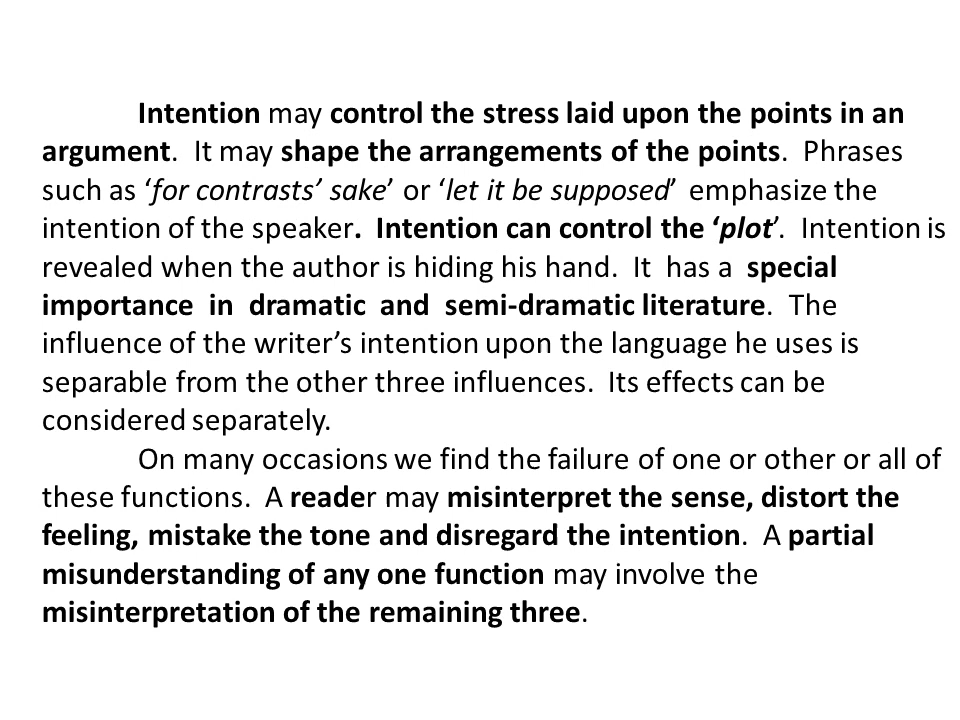 Intention may control the stress laid upon the points in an
argument.  It may shape the arrangements of the points.  Phrases
such as ‘for contrasts’ sake’ or ‘let it be supposed’  emphasize the
intention of the speaker.  Intention can control the ‘plot’.  Intention is
revealed when the author is hiding his hand.  It  has a  special
importance  in  dramatic  and  semi-dramatic literature.  The
influence of the writer’s intention upon the language he uses is
separable from the other three influences.  Its effects can be
considered separately.
On many occasions we find the failure of one or other or all of
these functions.  A reader may misinterpret the sense, distort the
feeling, mistake the tone and disregard the intention.  A partial
misunderstanding of any one function may involve the
misinterpretation of the remaining three.